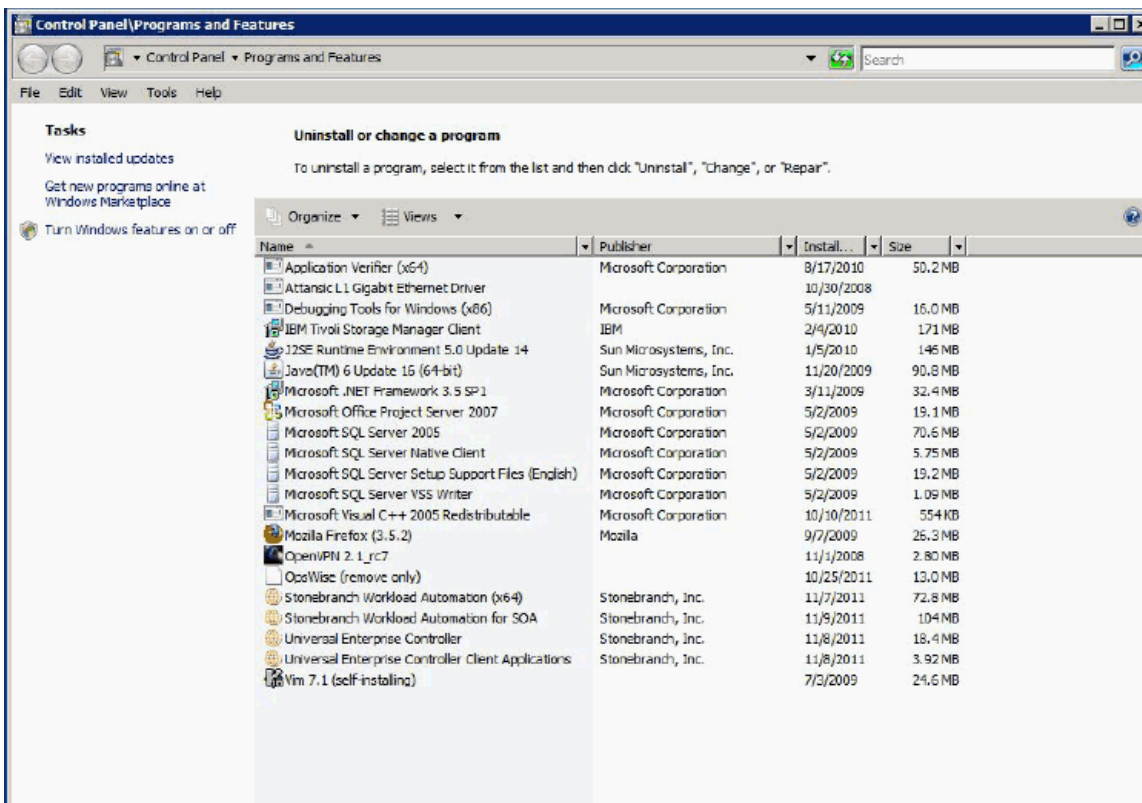 Control Panel\Programs and Features
Control Panel Programs and Features
Search
File Edit View Tools Help
Tasks
View installed updates
Get new programs online at
Windows Marketplace
Turn Windows features on or off
Uninstall or change a program
To uninstall a program, select it from the list and then click "Uninstall", "Change", or "Repair".
Organize Views
Name Publisher Install... Size
Application Verifier (x64) Microsoft Corporation 8/17/2010 50.2 MB
Attansic L1 Gigabit Ethernet Driver 10/30/2008
Debugging Tools for Windows (x86) Microsoft Corporation 5/11/2009 16.0 MB
IBM Tivoli Storage Manager Client IBM 2/4/2010 171 MB
J2SE Runtime Environment 5.0 Update 14 Sun Microsystems, Inc. 1/5/2010 146 MB
Java(TM) 6 Update 16 (64-bit) Sun Microsystems, Inc. 11/20/2009 90.8 MB
Microsoft .NET Framework 3.5 SP1 Microsoft Corporation 3/11/2009 32.4 MB
Microsoft Office Project Server 2007 Microsoft Corporation 5/2/2009 19.1 MB
Microsoft SQL Server 2005 Microsoft Corporation 5/2/2009 70.6 MB
Microsoft SQL Server Native Client Microsoft Corporation 5/2/2009 5.75 MB
Microsoft SQL Server Setup Support Files (English) Microsoft Corporation 5/2/2009 19.2 MB
Microsoft SQL Server VSS Writer Microsoft Corporation 5/2/2009 1.09 MB
Microsoft Visual C++ 2005 Redistributable Microsoft Corporation 10/10/2011 554 KB
Mozilla Firefox (3.5.2) Mozilla 9/7/2009 26.3 MB
OpenVPN 2.1_rc7 11/1/2008 2.80 MB
OpsWise (remove only) 10/25/2011 13.0 MB
Stonebranch Workload Automation (x64) Stonebranch, Inc. 11/7/2011 72.8 MB
Stonebranch Workload Automation for SOA Stonebranch, Inc. 11/9/2011 104 MB
Universal Enterprise Controller Stonebranch, Inc. 11/8/2011 18.4 MB
Universal Enterprise Controller Client Applications Stonebranch, Inc. 11/8/2011 3.92 MB
Vim 7.1 (self-installing) 7/3/2009 24.6 MB